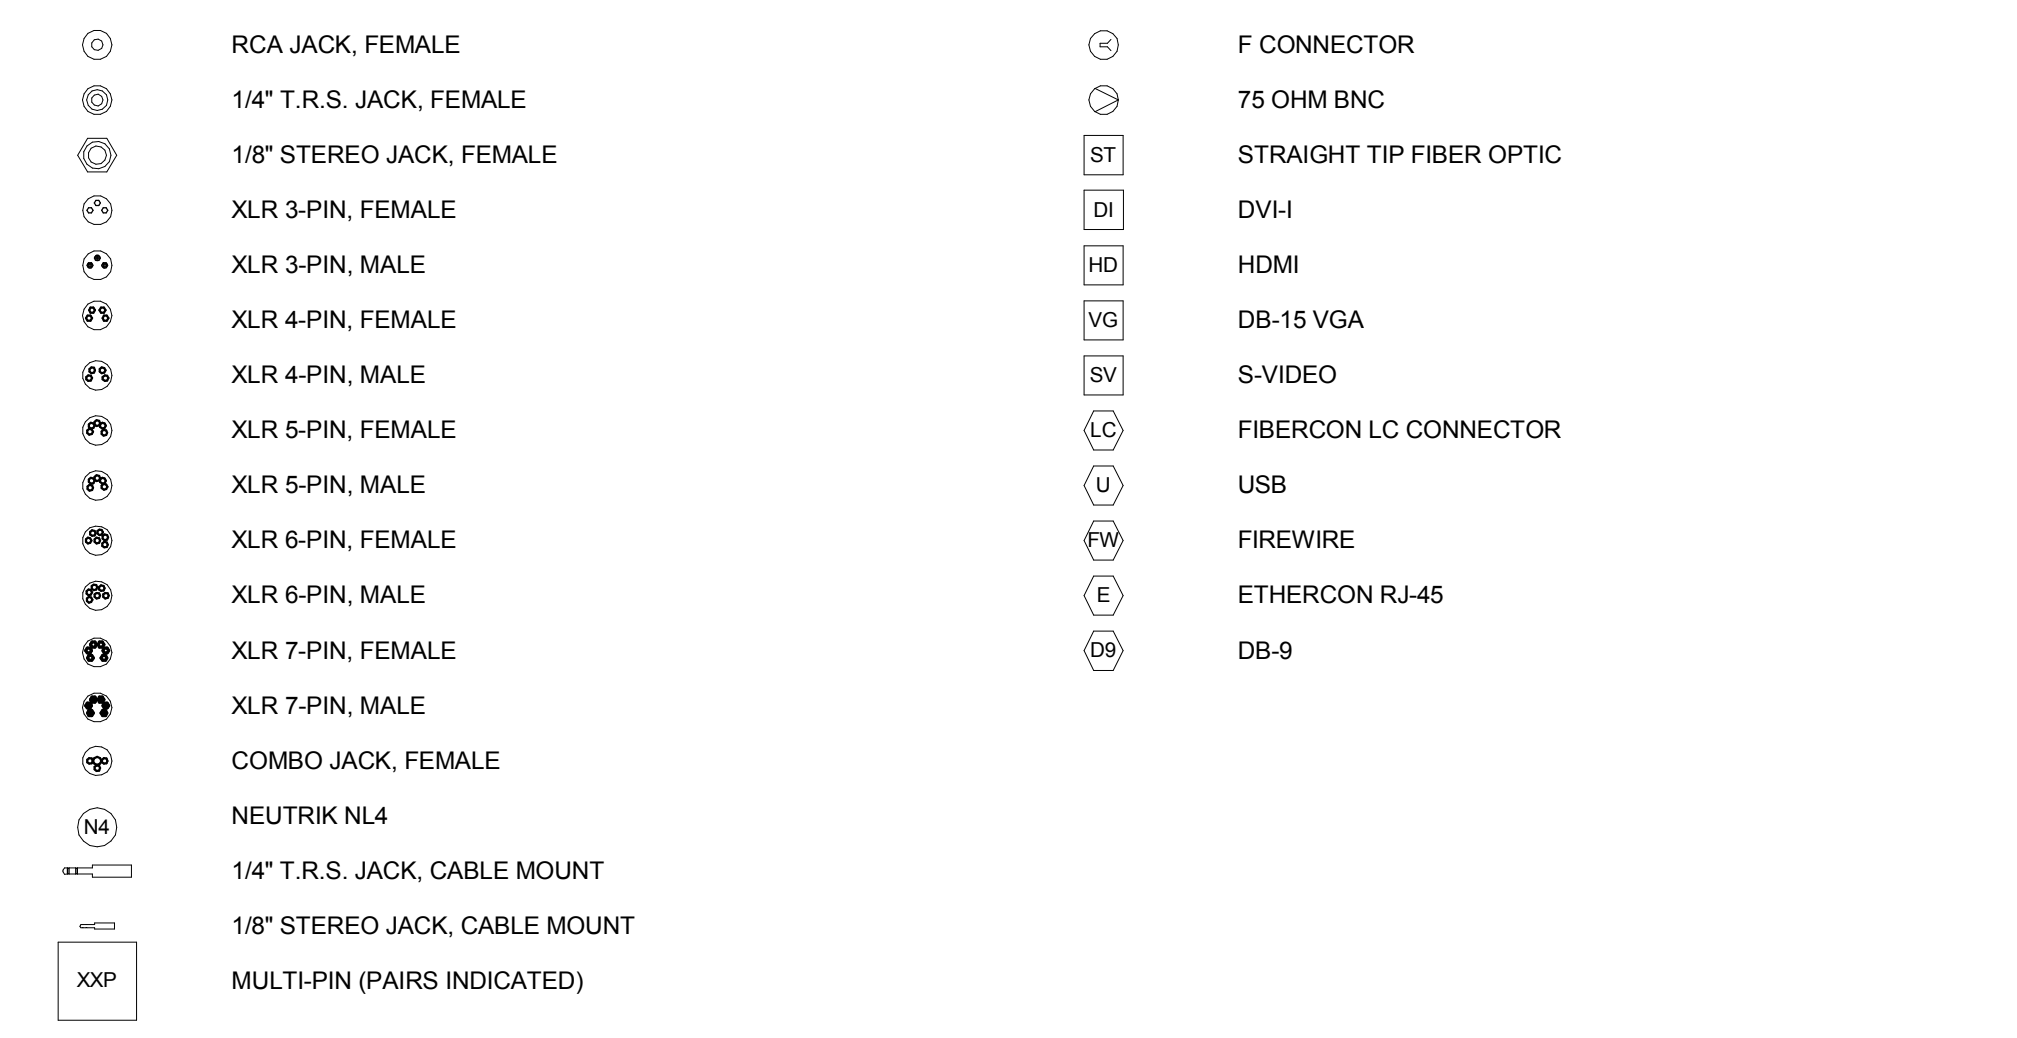 RCA JACK, FEMALE
1/4" T.R.S. JACK, FEMALE
1/8" STEREO JACK, FEMALE
XLR 3-PIN, FEMALE
XLR 3-PIN, MALE
XLR 4-PIN, FEMALE
XLR 4-PIN, MALE
XLR 5-PIN, FEMALE
XLR 5-PIN, MALE
XLR 6-PIN, FEMALE
XLR 6-PIN, MALE
XLR 7-PIN, FEMALE
XLR 7-PIN, MALE
COMBO JACK, FEMALE
N4 NEUTRIK NL4
1/4" T.R.S. JACK, CABLE MOUNT
1/8" STEREO JACK, CABLE MOUNT
XXP MULTI-PIN (PAIRS INDICATED)
F CONNECTOR
75 OHM BNC
ST STRAIGHT TIP FIBER OPTIC
DI DVI-I
HD HDMI
VG DB-15 VGA
SV S-VIDEO
LC FIBERCON LC CONNECTOR
U USB
FW FIREWIRE
E ETHERCON RJ-45
D9 DB-9